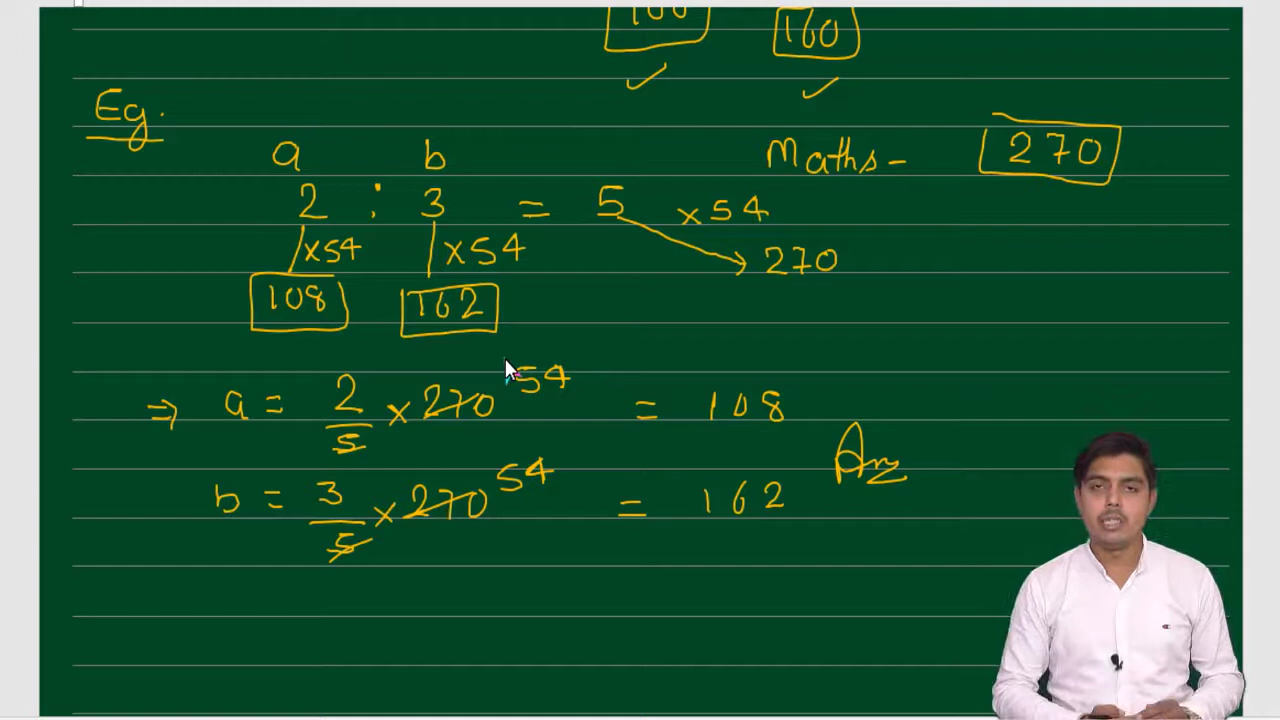 100 160
Eg.
a b Maths - 270
2 : 3 = 5 ×54
×54 ×54 270
108 162
⇒ a = 2/5 × 270 54 = 108
Ans
b = 3/5 × 270 54 = 162